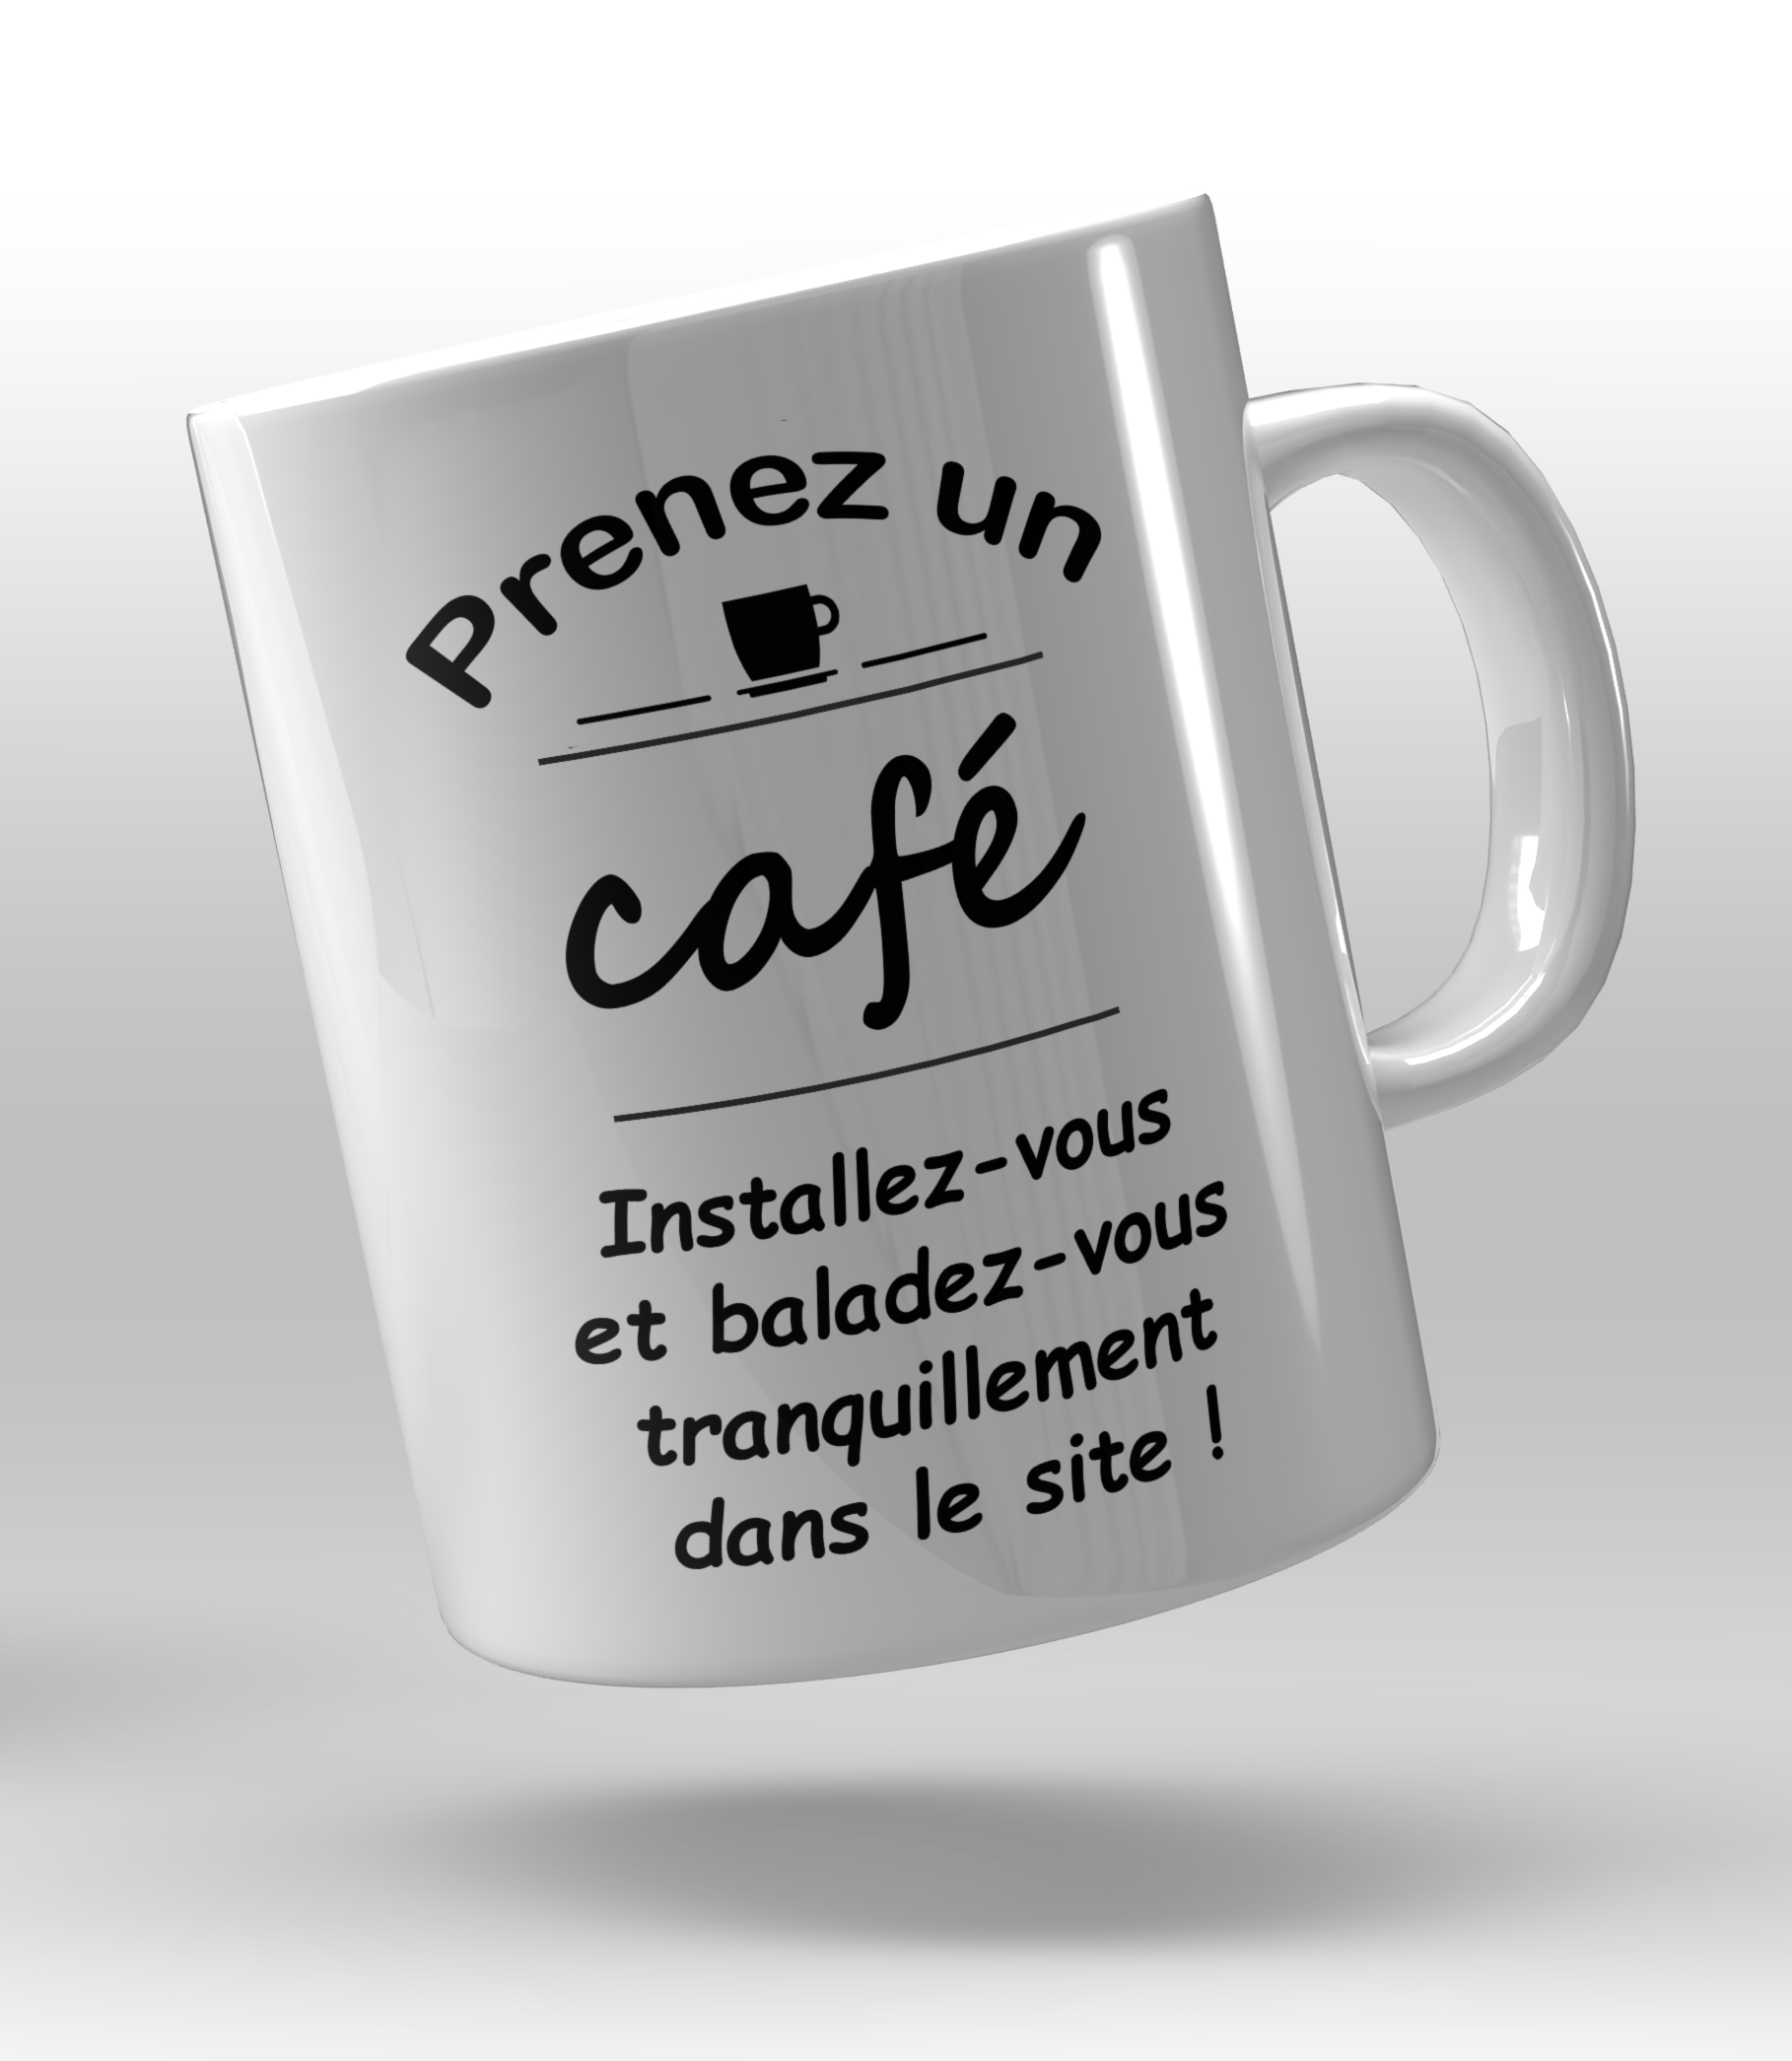 Prenez un
café
Installez-vous
et baladez-vous
tranquillement
dans le site !